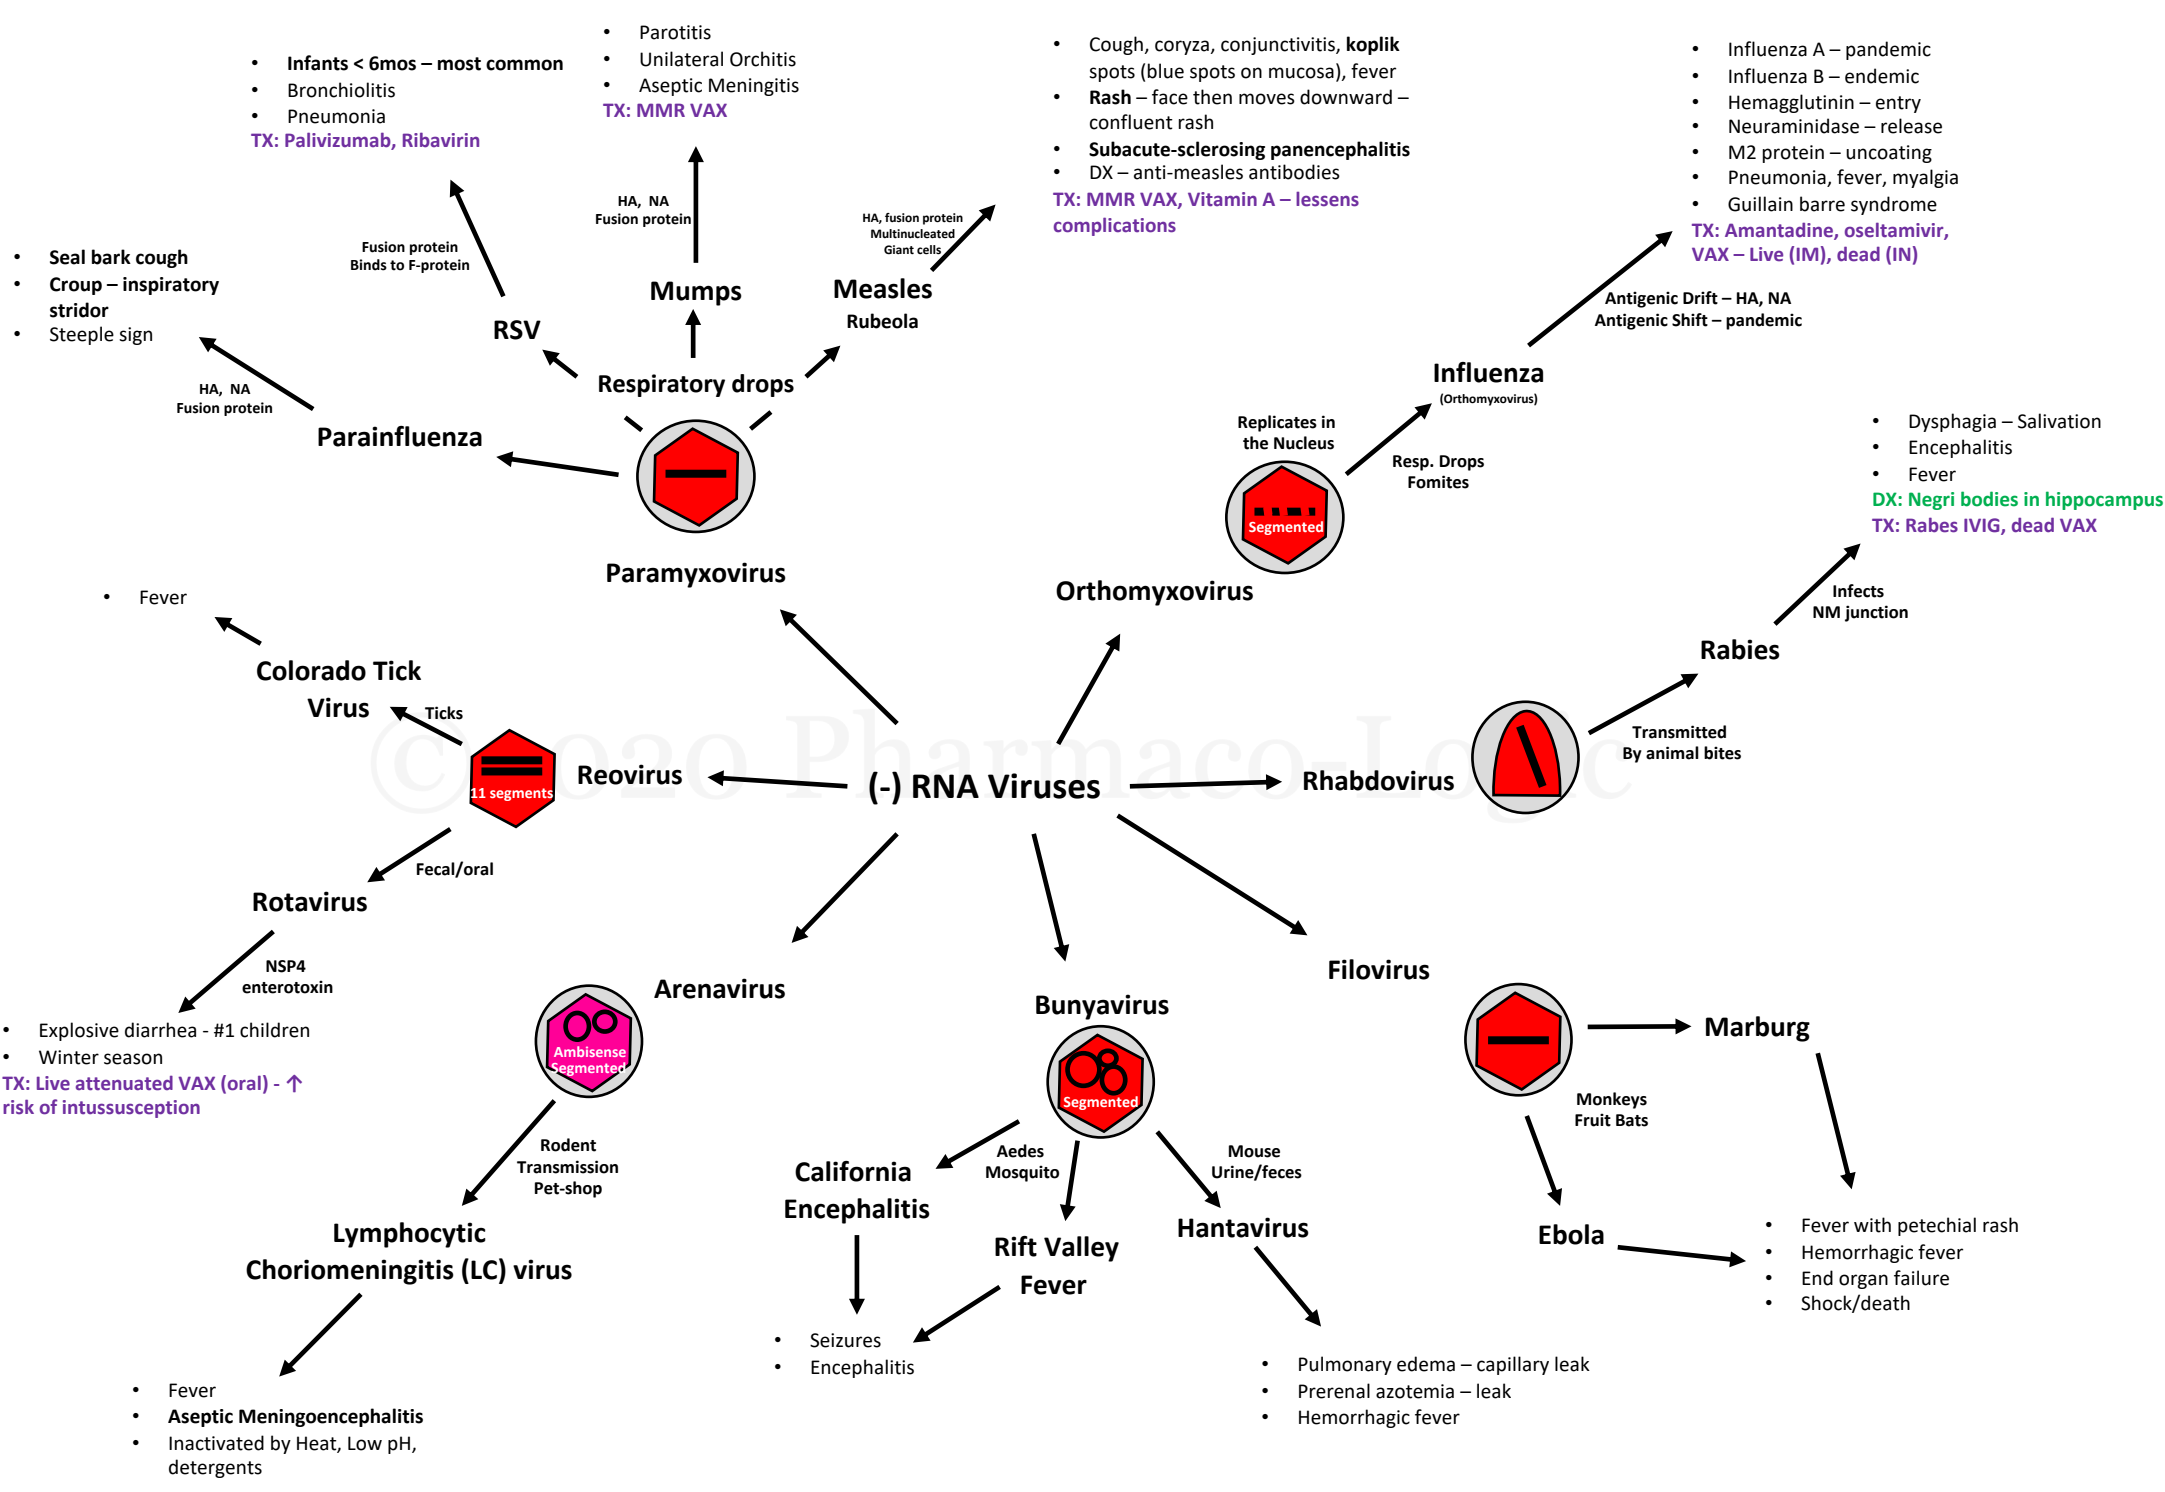 • Parotitis
• Unilateral Orchitis
• Aseptic Meningitis
TX: MMR VAX
• Infants < 6mos – most common
• Bronchiolitis
• Pneumonia
TX: Palivizumab, Ribavirin
• Cough, coryza, conjunctivitis, koplik
spots (blue spots on mucosa), fever
• Rash – face then moves downward –
confluent rash
• Subacute-sclerosing panencephalitis
• DX – anti-measles antibodies
TX: MMR VAX, Vitamin A – lessens
complications
• Influenza A – pandemic
• Influenza B – endemic
• Hemagglutinin – entry
• Neuraminidase – release
• M2 protein – uncoating
• Pneumonia, fever, myalgia
• Guillain barre syndrome
TX: Amantadine, oseltamivir,
VAX – Live (IM), dead (IN)
• Seal bark cough
• Croup – inspiratory
stridor
• Steeple sign
HA, NA
Fusion protein
Fusion protein
Binds to F-protein
HA, NA
Fusion protein
HA, fusion protein
Multinucleated
Giant cells
Parainfluenza
RSV
Mumps
Measles
Rubeola
Respiratory drops
Paramyxovirus
Antigenic Drift – HA, NA
Antigenic Shift – pandemic
Influenza
(Orthomyxovirus)
Replicates in
the Nucleus
Resp. Drops
Fomites
Segmented
Orthomyxovirus
• Dysphagia – Salivation
• Encephalitis
• Fever
DX: Negri bodies in hippocampus
TX: Rabes IVIG, dead VAX
Infects
NM junction
Rabies
Transmitted
By animal bites
Rhabdovirus
• Fever
Colorado Tick
Virus
Ticks
11 segments
Reovirus
(-) RNA Viruses
©2020 Pharmaco-Logic
Fecal/oral
Rotavirus
NSP4
enterotoxin
• Explosive diarrhea - #1 children
• Winter season
TX: Live attenuated VAX (oral) - ↑
risk of intussusception
Arenavirus
Ambisense
Segmented
Rodent
Transmission
Pet-shop
Lymphocytic
Choriomeningitis (LC) virus
• Fever
• Aseptic Meningoencephalitis
• Inactivated by Heat, Low pH,
detergents
Bunyavirus
Segmented
Aedes
Mosquito
Mouse
Urine/feces
California
Encephalitis
Rift Valley
Fever
Hantavirus
• Seizures
• Encephalitis
• Pulmonary edema – capillary leak
• Prerenal azotemia – leak
• Hemorrhagic fever
Filovirus
Marburg
Monkeys
Fruit Bats
Ebola
• Fever with petechial rash
• Hemorrhagic fever
• End organ failure
• Shock/death